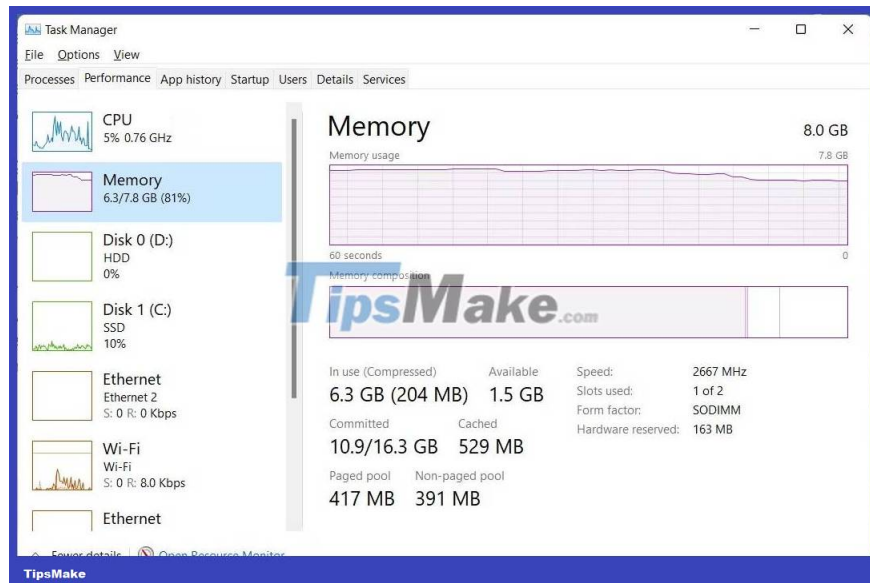 Task Manager
File Options View
Processes Performance App history Startup Users Details Services
CPU
5% 0.76 GHz
Memory
6.3/7.8 GB (81%)
Disk 0 (D:)
HDD
0%
Disk 1 (C:)
SSD
10%
Ethernet
Ethernet 2
S: 0 R: 0 Kbps
Wi-Fi
Wi-Fi
S: 0 R: 8.0 Kbps
Ethernet
Memory 8.0 GB
Memory usage 7.8 GB
60 seconds 0
Memory composition
TipsMake.com
In use (Compressed) Available
6.3 GB (204 MB) 1.5 GB
Committed Cached
10.9/16.3 GB 529 MB
Paged pool Non-paged pool
417 MB 391 MB
Speed: 2667 MHz
Slots used: 1 of 2
Form factor: SODIMM
Hardware reserved: 163 MB
Fewer details Open Resource Monitor
TipsMake